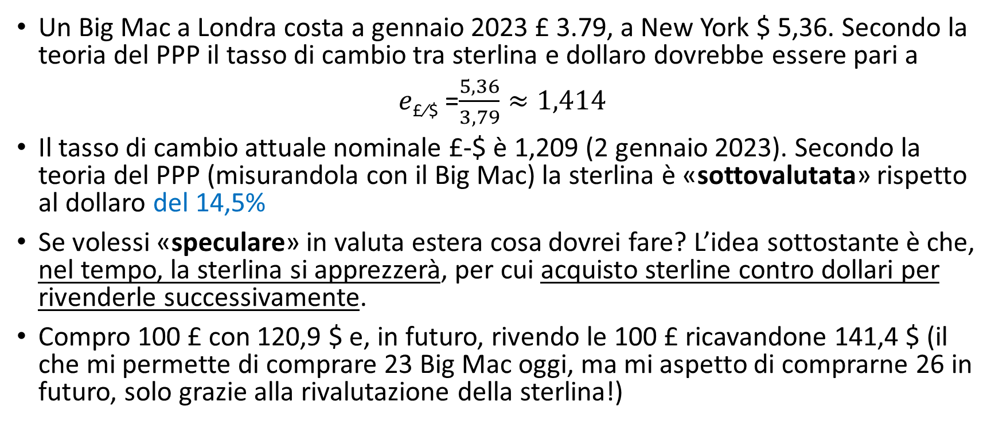 • Un Big Mac a Londra costa a gennaio 2023 £ 3.79, a New York $ 5,36. Secondo la
teoria del PPP il tasso di cambio tra sterlina e dollaro dovrebbe essere pari a
e£/$ =5,36/3,79 ≈ 1,414
• Il tasso di cambio attuale nominale £-$ è 1,209 (2 gennaio 2023). Secondo la
teoria del PPP (misurandola con il Big Mac) la sterlina è «sottovalutata» rispetto
al dollaro del 14,5%
• Se volessi «speculare» in valuta estera cosa dovrei fare? L’idea sottostante è che,
nel tempo, la sterlina si apprezzerà, per cui acquisto sterline contro dollari per
rivenderle successivamente.
• Compro 100 £ con 120,9 $ e, in futuro, rivendo le 100 £ ricavandone 141,4 $ (il
che mi permette di comprare 23 Big Mac oggi, ma mi aspetto di comprarne 26 in
futuro, solo grazie alla rivalutazione della sterlina!)